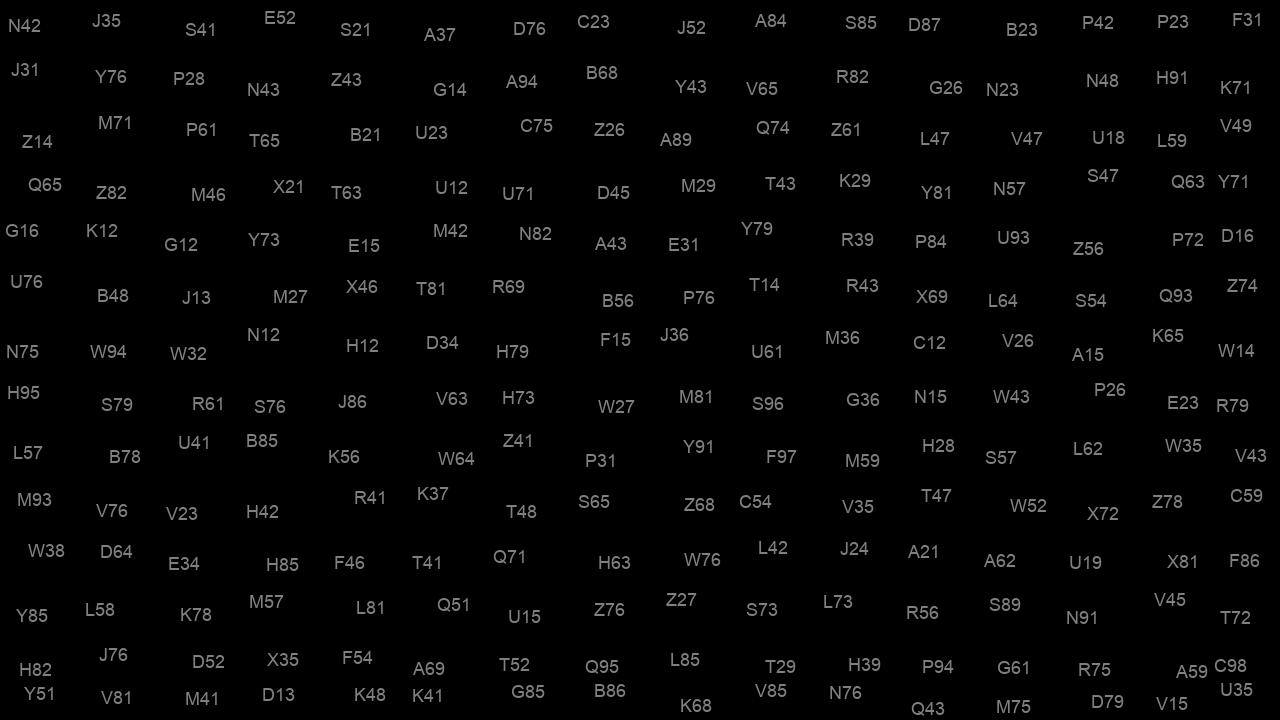 N42 J35 S41 E52 S21 A37 D76 C23 J52 A84 S85 D87 B23 P42 P23 F31
J31 Y76 P28 N43 Z43 G14 A94 B68 Y43 V65 R82 G26 N23 N48 H91 K71
Z14 M71 P61 T65 B21 U23 C75 Z26 A89 Q74 Z61 L47 V47 U18 L59 V49
Q65 Z82 M46 X21 T63 U12 U71 D45 M29 T43 K29 Y81 N57 S47 Q63 Y71
G16 K12 G12 Y73 E15 M42 N82 A43 E31 Y79 R39 P84 U93 Z56 P72 D16
U76 B48 J13 M27 X46 T81 R69 B56 P76 T14 R43 X69 L64 S54 Q93 Z74
N75 W94 W32 N12 H12 D34 H79 F15 J36 U61 M36 C12 V26 A15 K65 W14
H95 S79 R61 S76 J86 V63 H73 W27 M81 S96 G36 N15 W43 P26 E23 R79
L57 B78 U41 B85 K56 W64 Z41 P31 Y91 F97 M59 H28 S57 L62 W35 V43
M93 V76 V23 H42 R41 K37 T48 S65 Z68 C54 V35 T47 W52 X72 Z78 C59
W38 D64 E34 H85 F46 T41 Q71 H63 W76 L42 J24 A21 A62 U19 X81 F86
Y85 L58 K78 M57 L81 Q51 U15 Z76 Z27 S73 L73 R56 S89 N91 V45 T72
H82 J76 D52 X35 F54 A69 T52 Q95 L85 T29 H39 P94 G61 R75 A59 C98
Y51 V81 M41 D13 K48 K41 G85 B86 K68 V85 N76 Q43 M75 D79 V15 U35